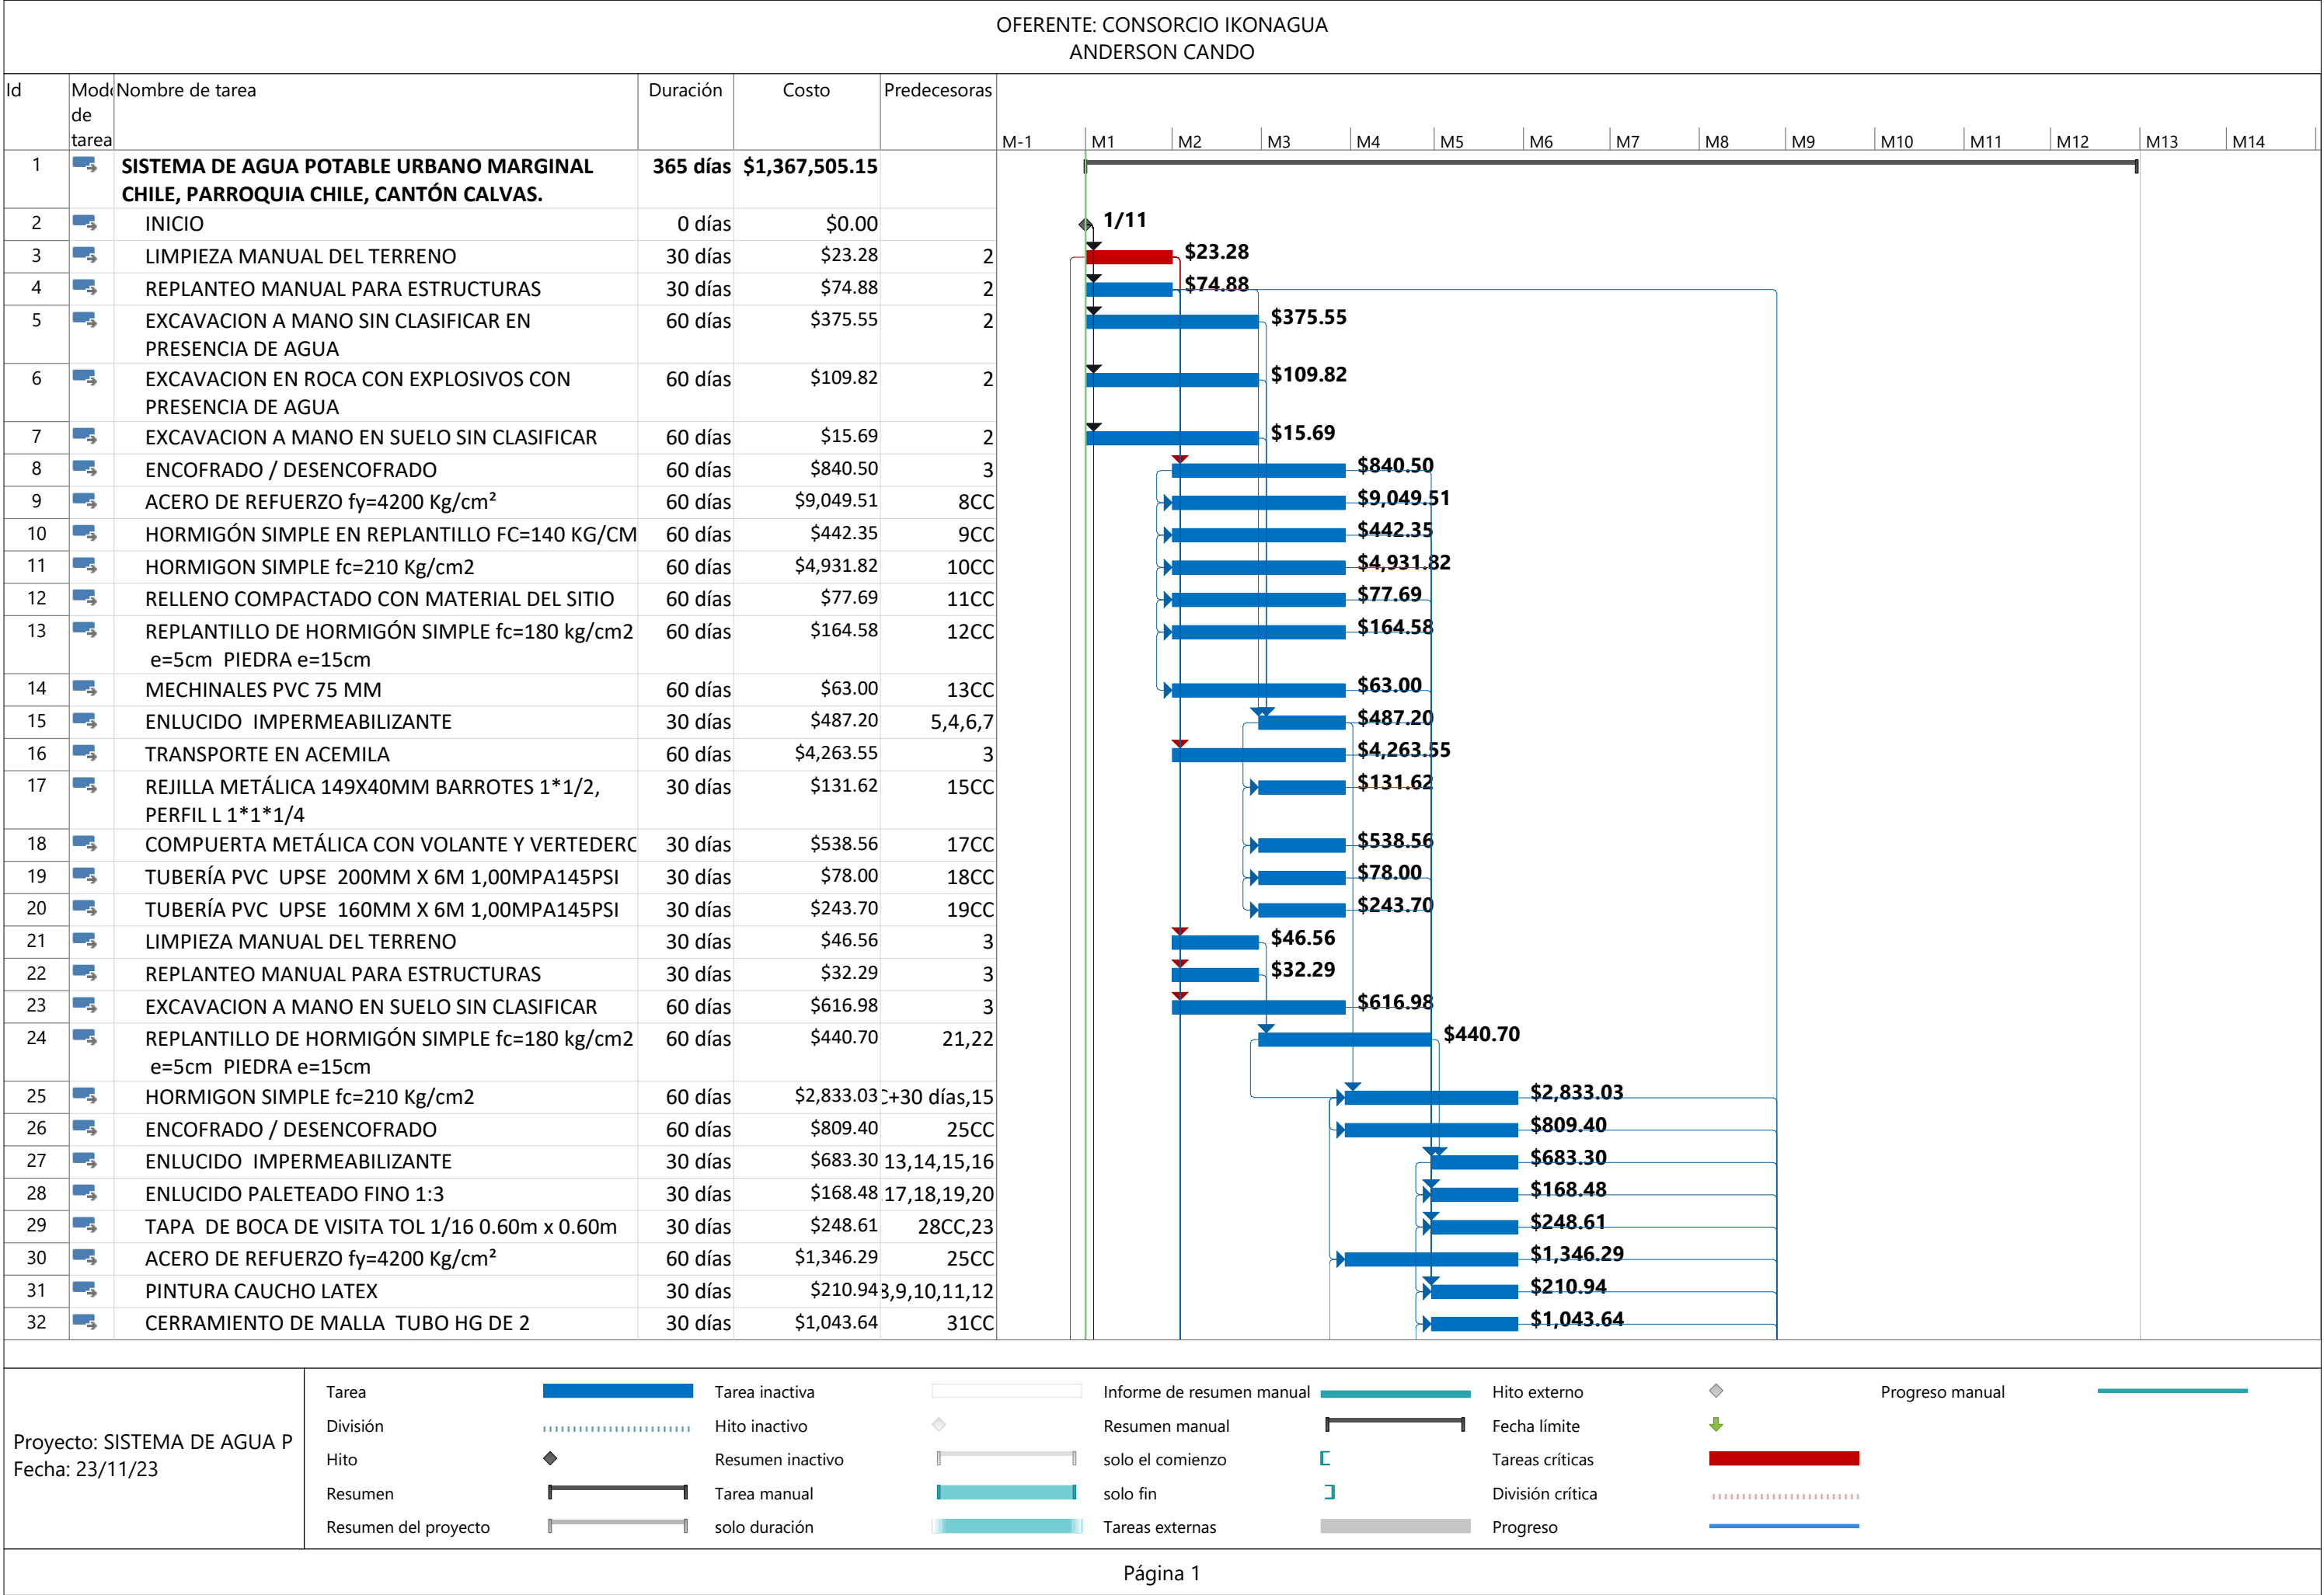 OFERENTE: CONSORCIO IKONAGUA
ANDERSON CANDO
Id Modo de tarea Nombre de tarea Duración Costo Predecesoras
M-1 M1 M2 M3 M4 M5 M6 M7 M8 M9 M10 M11 M12 M13 M14
1 SISTEMA DE AGUA POTABLE URBANO MARGINAL 365 días $1,367,505.15
CHILE, PARROQUIA CHILE, CANTÓN CALVAS.
2 INICIO 0 días $0.00 1/11
3 LIMPIEZA MANUAL DEL TERRENO 30 días $23.28 2 $23.28
4 REPLANTEO MANUAL PARA ESTRUCTURAS 30 días $74.88 2 $74.88
5 EXCAVACION A MANO SIN CLASIFICAR EN 60 días $375.55 2 $375.55
PRESENCIA DE AGUA
6 EXCAVACION EN ROCA CON EXPLOSIVOS CON 60 días $109.82 2 $109.82
PRESENCIA DE AGUA
7 EXCAVACION A MANO EN SUELO SIN CLASIFICAR 60 días $15.69 2 $15.69
8 ENCOFRADO / DESENCOFRADO 60 días $840.50 3 $840.50
9 ACERO DE REFUERZO fy=4200 Kg/cm² 60 días $9,049.51 8CC $9,049.51
10 HORMIGÓN SIMPLE EN REPLANTILLO FC=140 KG/CM 60 días $442.35 9CC $442.35
11 HORMIGON SIMPLE fc=210 Kg/cm2 60 días $4,931.82 10CC $4,931.82
12 RELLENO COMPACTADO CON MATERIAL DEL SITIO 60 días $77.69 11CC $77.69
13 REPLANTILLO DE HORMIGÓN SIMPLE fc=180 kg/cm2 60 días $164.58 12CC $164.58
e=5cm PIEDRA e=15cm
14 MECHINALES PVC 75 MM 60 días $63.00 13CC $63.00
15 ENLUCIDO IMPERMEABILIZANTE 30 días $487.20 5,4,6,7 $487.20
16 TRANSPORTE EN ACEMILA 60 días $4,263.55 3 $4,263.55
17 REJILLA METÁLICA 149X40MM BARROTES 1*1/2, 30 días $131.62 15CC $131.62
PERFIL L 1*1*1/4
18 COMPUERTA METÁLICA CON VOLANTE Y VERTEDERO 30 días $538.56 17CC $538.56
19 TUBERÍA PVC UPSE 200MM X 6M 1,00MPA145PSI 30 días $78.00 18CC $78.00
20 TUBERÍA PVC UPSE 160MM X 6M 1,00MPA145PSI 30 días $243.70 19CC $243.70
21 LIMPIEZA MANUAL DEL TERRENO 30 días $46.56 3 $46.56
22 REPLANTEO MANUAL PARA ESTRUCTURAS 30 días $32.29 3 $32.29
23 EXCAVACION A MANO EN SUELO SIN CLASIFICAR 60 días $616.98 3 $616.98
24 REPLANTILLO DE HORMIGÓN SIMPLE fc=180 kg/cm2 60 días $440.70 21,22 $440.70
e=5cm PIEDRA e=15cm
25 HORMIGON SIMPLE fc=210 Kg/cm2 60 días $2,833.03 C+30 días,15 $2,833.03
26 ENCOFRADO / DESENCOFRADO 60 días $809.40 25CC $809.40
27 ENLUCIDO IMPERMEABILIZANTE 30 días $683.30 13,14,15,16 $683.30
28 ENLUCIDO PALETEADO FINO 1:3 30 días $168.48 17,18,19,20 $168.48
29 TAPA DE BOCA DE VISITA TOL 1/16 0.60m x 0.60m 30 días $248.61 28CC,23 $248.61
30 ACERO DE REFUERZO fy=4200 Kg/cm² 60 días $1,346.29 25CC $1,346.29
31 PINTURA CAUCHO LATEX 30 días $210.94 8,9,10,11,12 $210.94
32 CERRAMIENTO DE MALLA TUBO HG DE 2 30 días $1,043.64 31CC $1,043.64
Proyecto: SISTEMA DE AGUA P
Fecha: 23/11/23
Tarea Tarea inactiva Informe de resumen manual Hito externo Progreso manual
División Hito inactivo Resumen manual Fecha límite
Hito Resumen inactivo solo el comienzo Tareas críticas
Resumen Tarea manual solo fin División crítica
Resumen del proyecto solo duración Tareas externas Progreso
Página 1